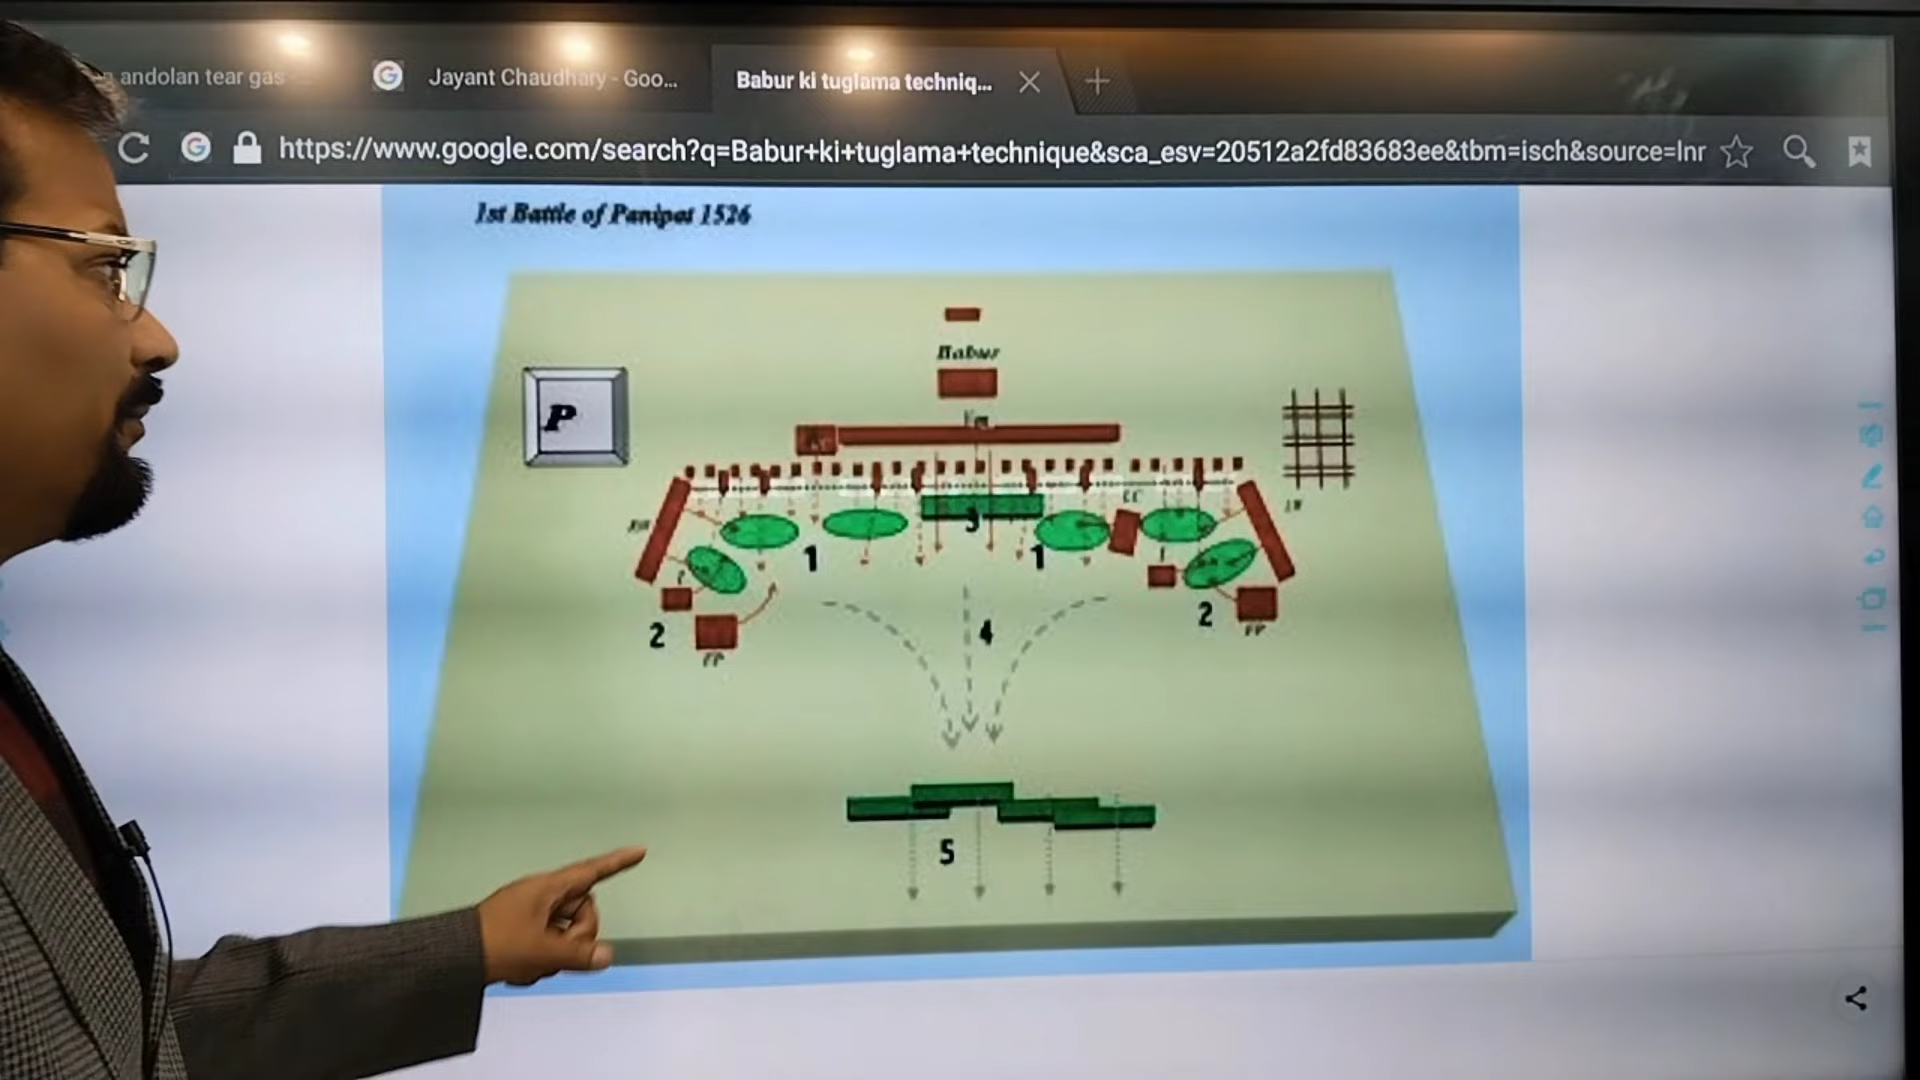 andolan tear gas
Jayant Chaudhary - Goo...
Babur ki tuglama techniq...
https://www.google.com/search?q=Babur+ki+tuglama+technique&sca_esv=20512a2fd83683ee&tbm=isch&source=lnr
1st Battle of Panipat 1526
Babur
P
3
1
1
2
2
4
5